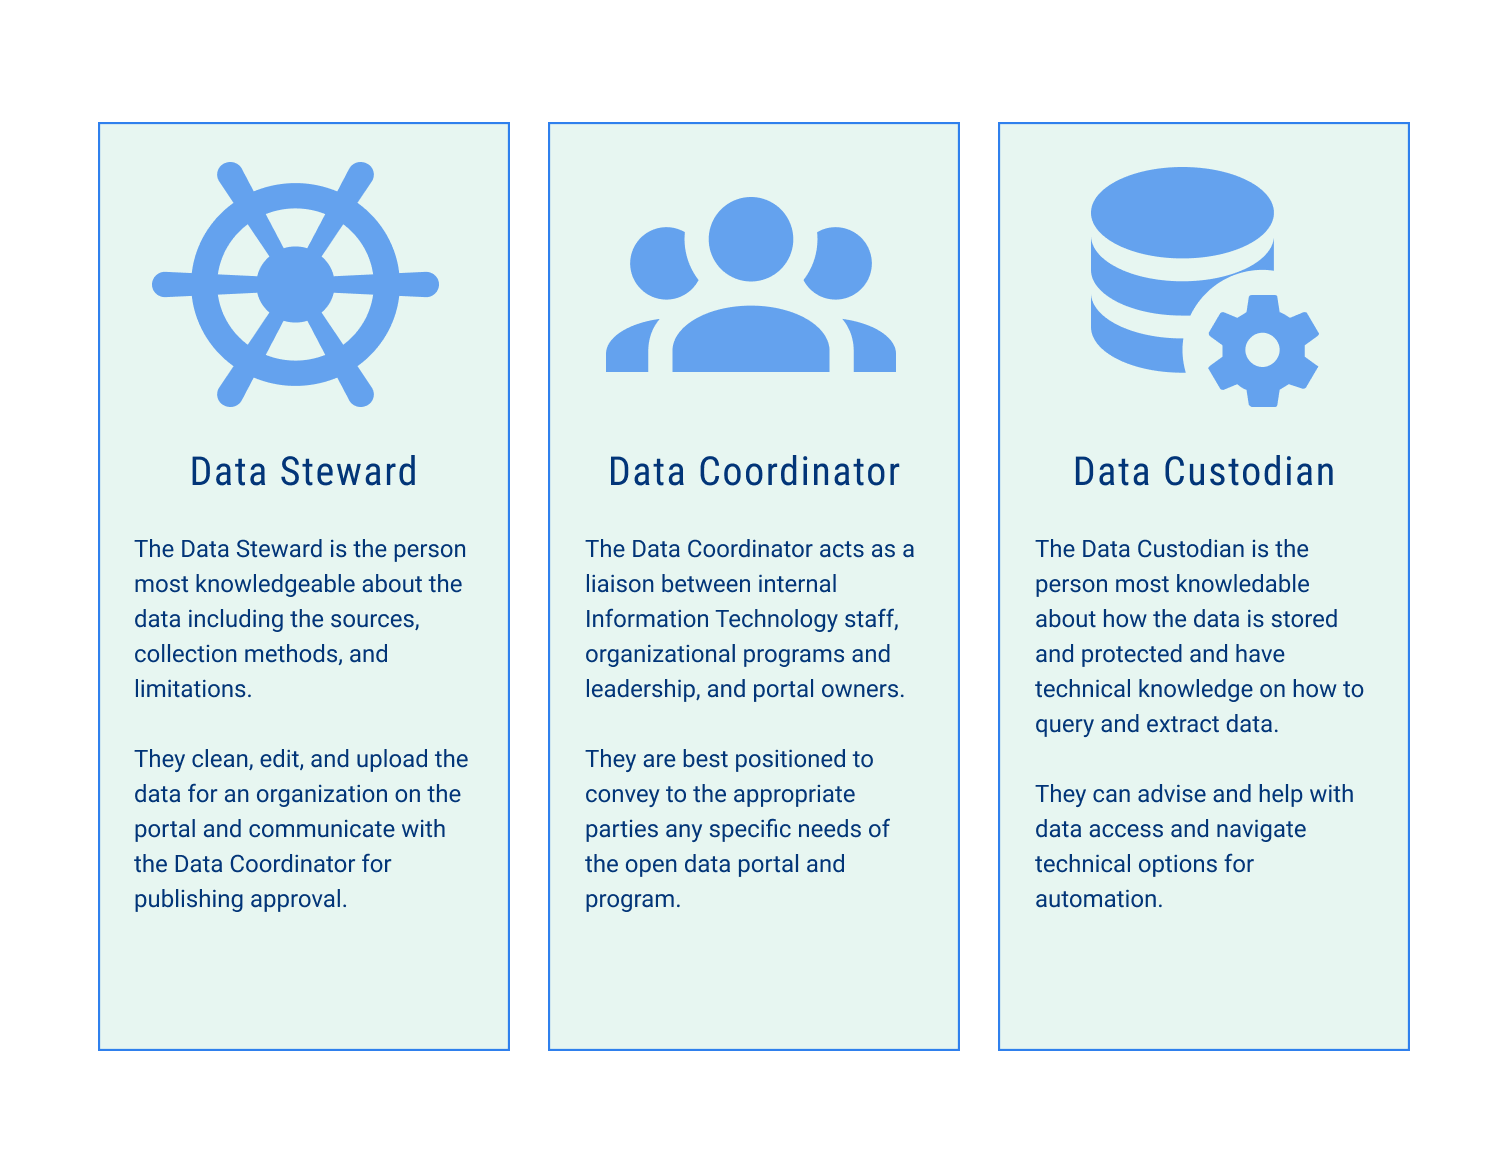 Data Steward
The Data Steward is the person
most knowledgeable about the
data including the sources,
collection methods, and
limitations.
They clean, edit, and upload the
data for an organization on the
portal and communicate with
the Data Coordinator for
publishing approval.
Data Coordinator
The Data Coordinator acts as a
liaison between internal
Information Technology staff,
organizational programs and
leadership, and portal owners.
They are best positioned to
convey to the appropriate
parties any specific needs of
the open data portal and
program.
Data Custodian
The Data Custodian is the
person most knowledable
about how the data is stored
and protected and have
technical knowledge on how to
query and extract data.
They can advise and help with
data access and navigate
technical options for
automation.